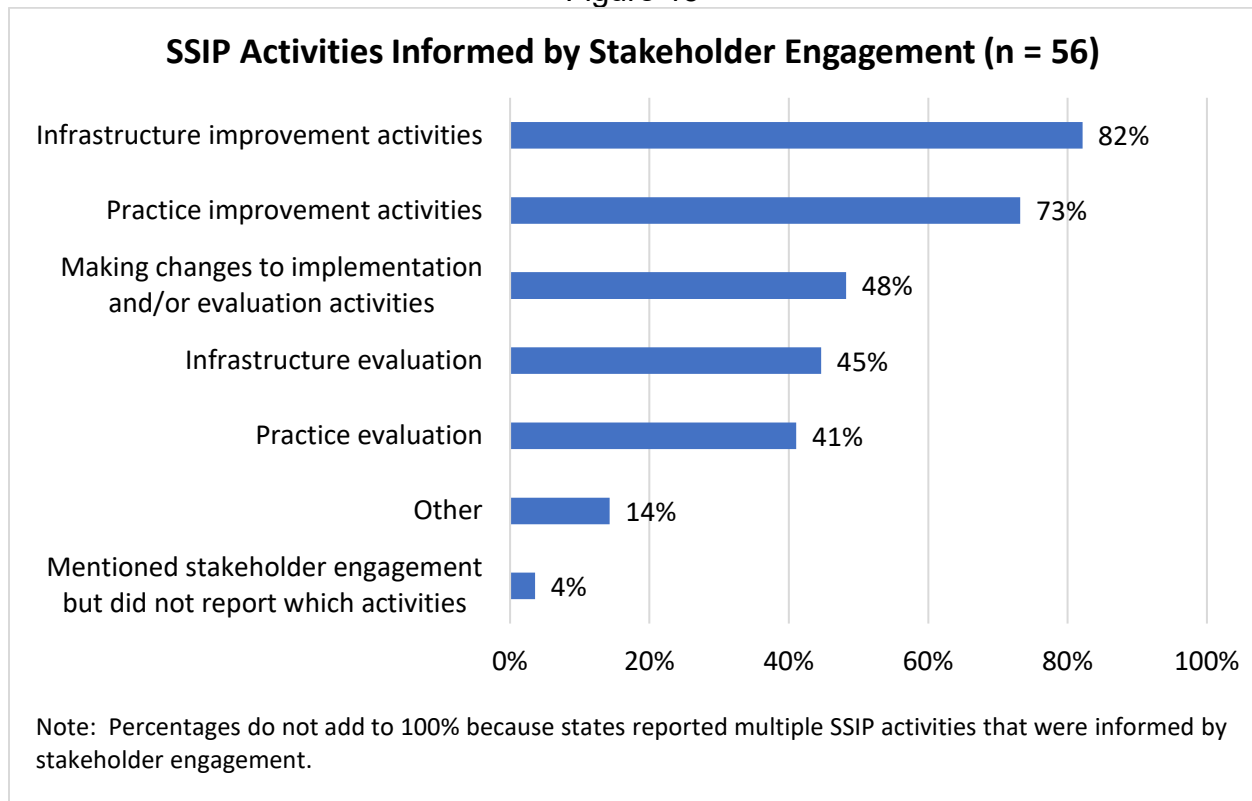 SSIP Activities Informed by Stakeholder Engagement (n = 56)
Infrastructure improvement activities
82%
Practice improvement activities
73%
Making changes to implementation
and/or evaluation activities
48%
Infrastructure evaluation
45%
Practice evaluation
41%
Other
14%
Mentioned stakeholder engagement
but did not report which activities
4%
0% 20% 40% 60% 80% 100%
Note:  Percentages do not add to 100% because states reported multiple SSIP activities that were informed by
stakeholder engagement.